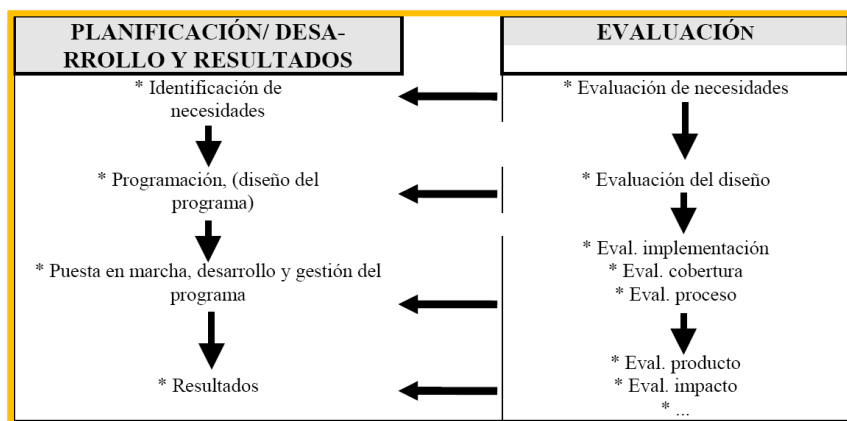 PLANIFICACIÓN/ DESA-
RROLLO Y RESULTADOS
* Identificación de
necesidades
* Programación, (diseño del
programa)
* Puesta en marcha, desarrollo y gestión del
programa
* Resultados
EVALUACIÓN
* Evaluación de necesidades
* Evaluación del diseño
* Eval. implementación
* Eval. cobertura
* Eval. proceso
* Eval. producto
* Eval. impacto
* ...